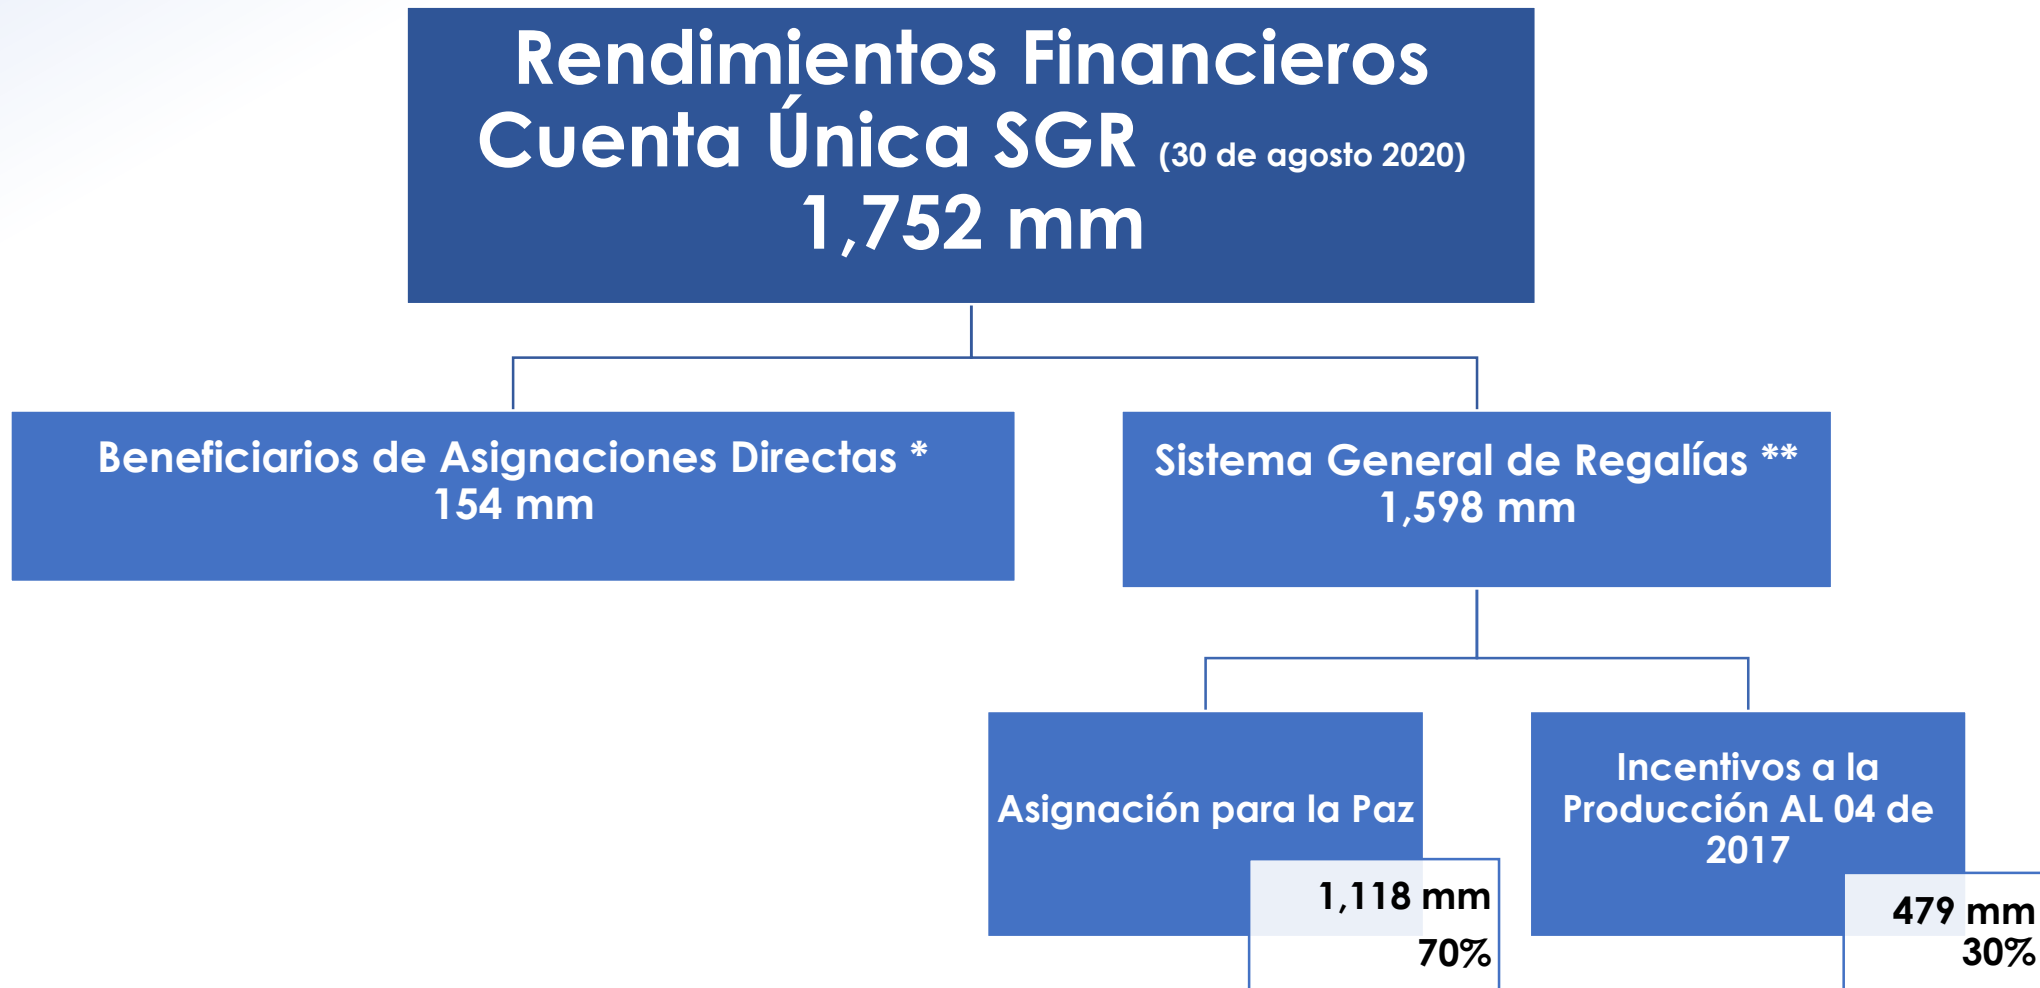 Rendimientos Financieros
Cuenta Única SGR (30 de agosto 2020)
1,752 mm
Beneficiarios de Asignaciones Directas *
154 mm
Sistema General de Regalías **
1,598 mm
Asignación para la Paz
1,118 mm
70%
Incentivos a la
Producción AL 04 de
2017
479 mm
30%